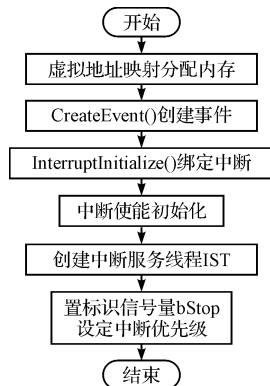 开始
虚拟地址映射分配内存
CreateEvent()创建事件
InterruptInitialize()绑定中断
中断使能初始化
创建中断服务线程IST
置标识信号量bStop
设定中断优先级
结束